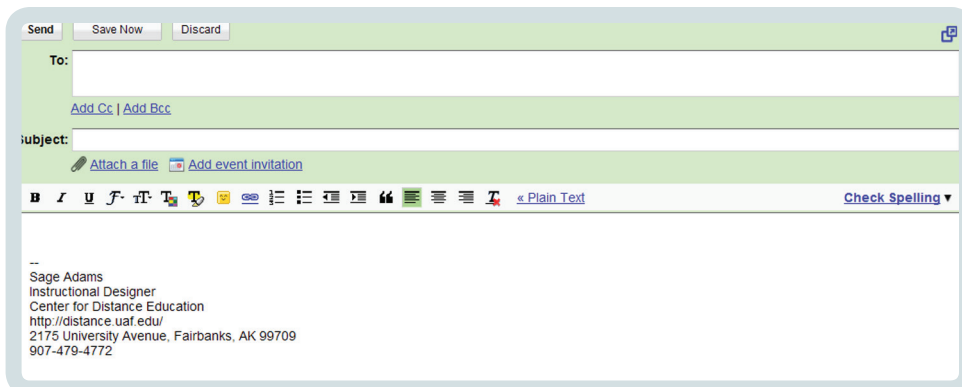 Send Save Now Discard
To:
Add Cc | Add Bcc
Subject:
Attach a file Add event invitation
B I U « Plain Text Check Spelling
--
Sage Adams
Instructional Designer
Center for Distance Education
http://distance.uaf.edu/
2175 University Avenue, Fairbanks, AK 99709
907-479-4772